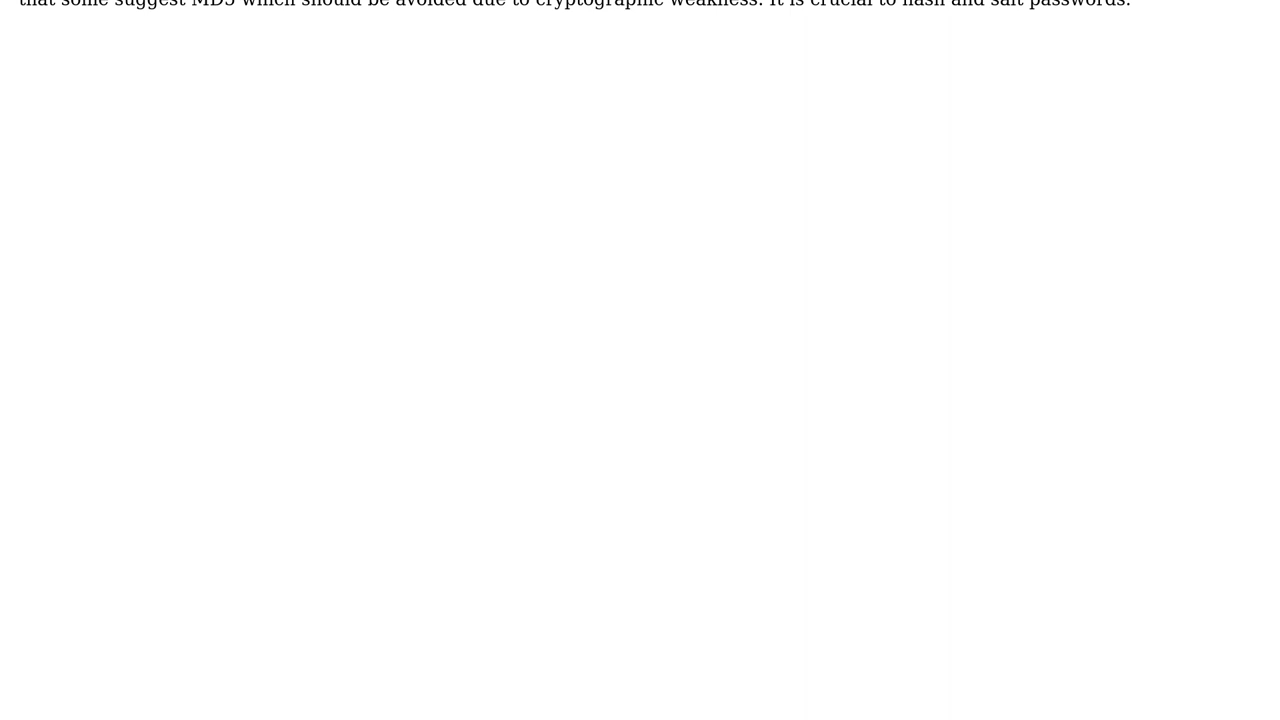 that some suggest MD5 which should be avoided due to cryptographic weakness. It is crucial to hash and salt passwords.